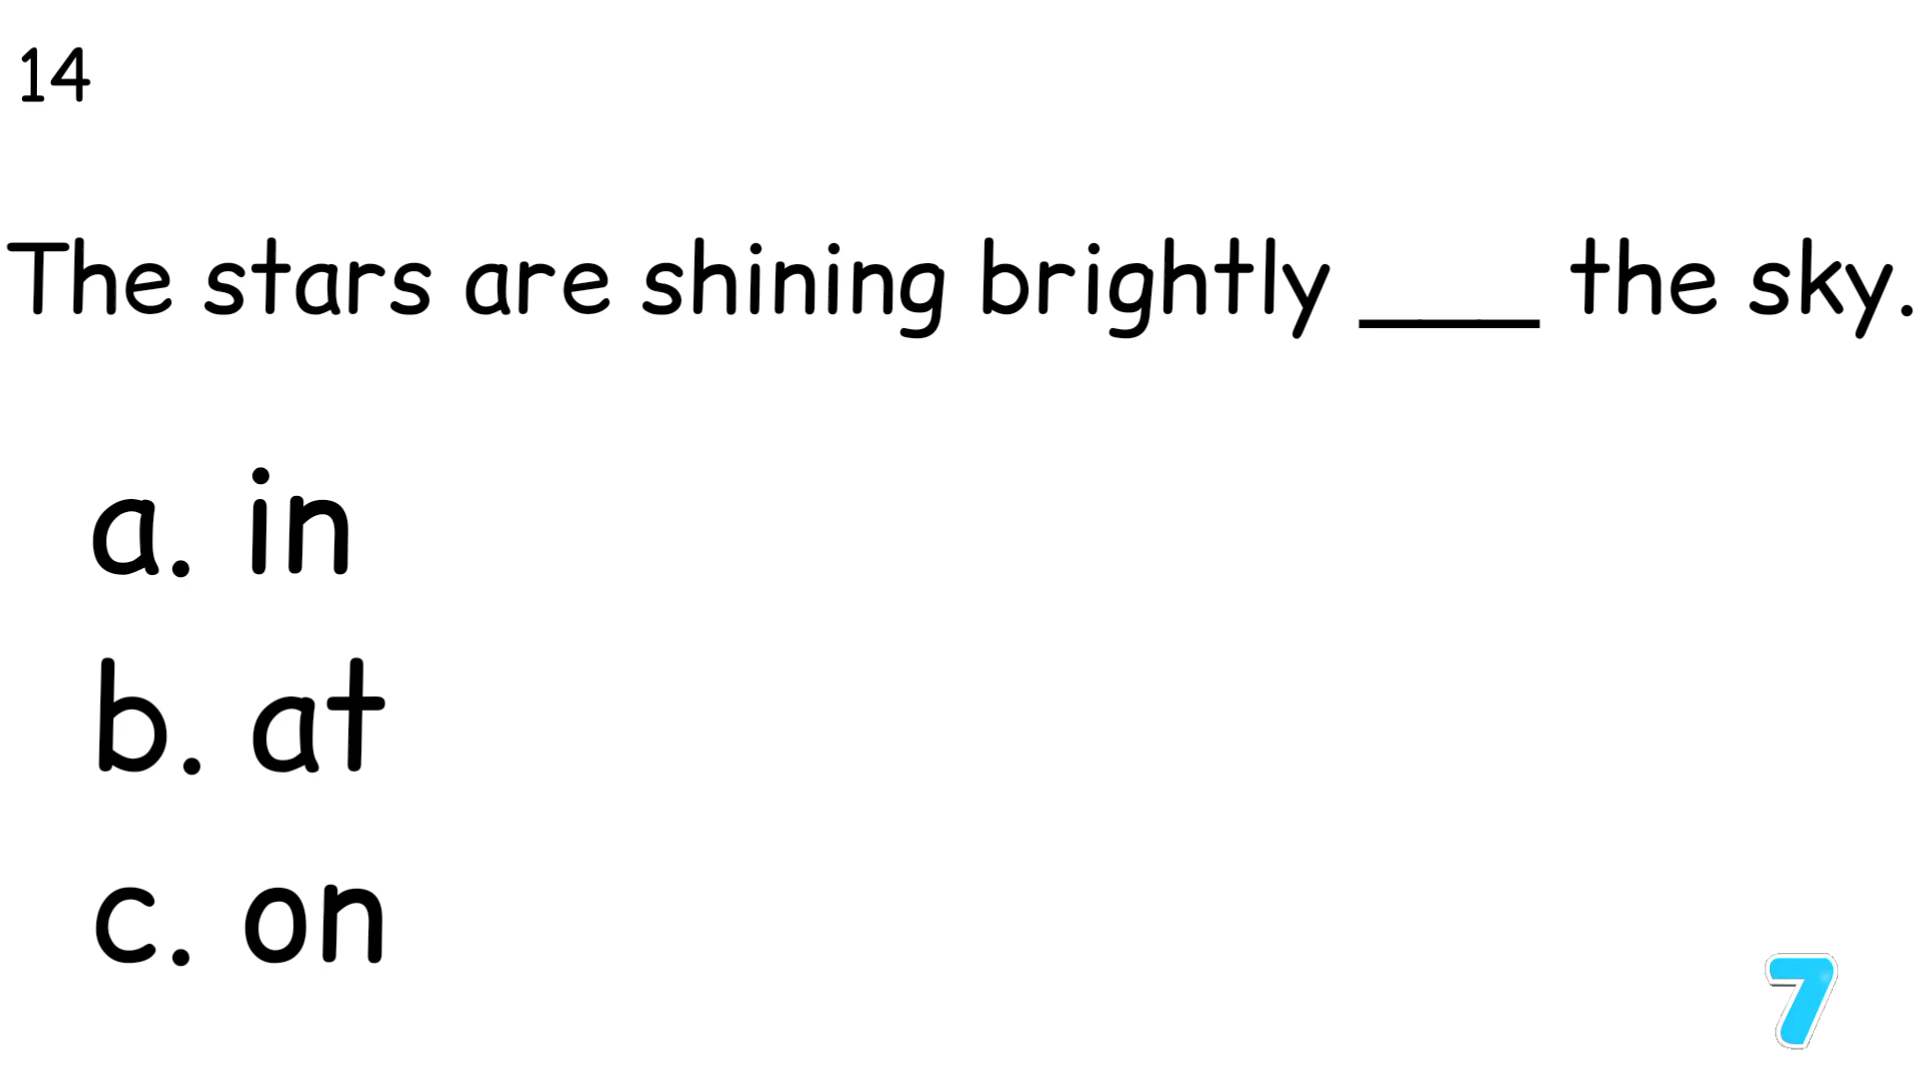 14
The stars are shining brightly ___ the sky.
a. in
b. at
c. on
7